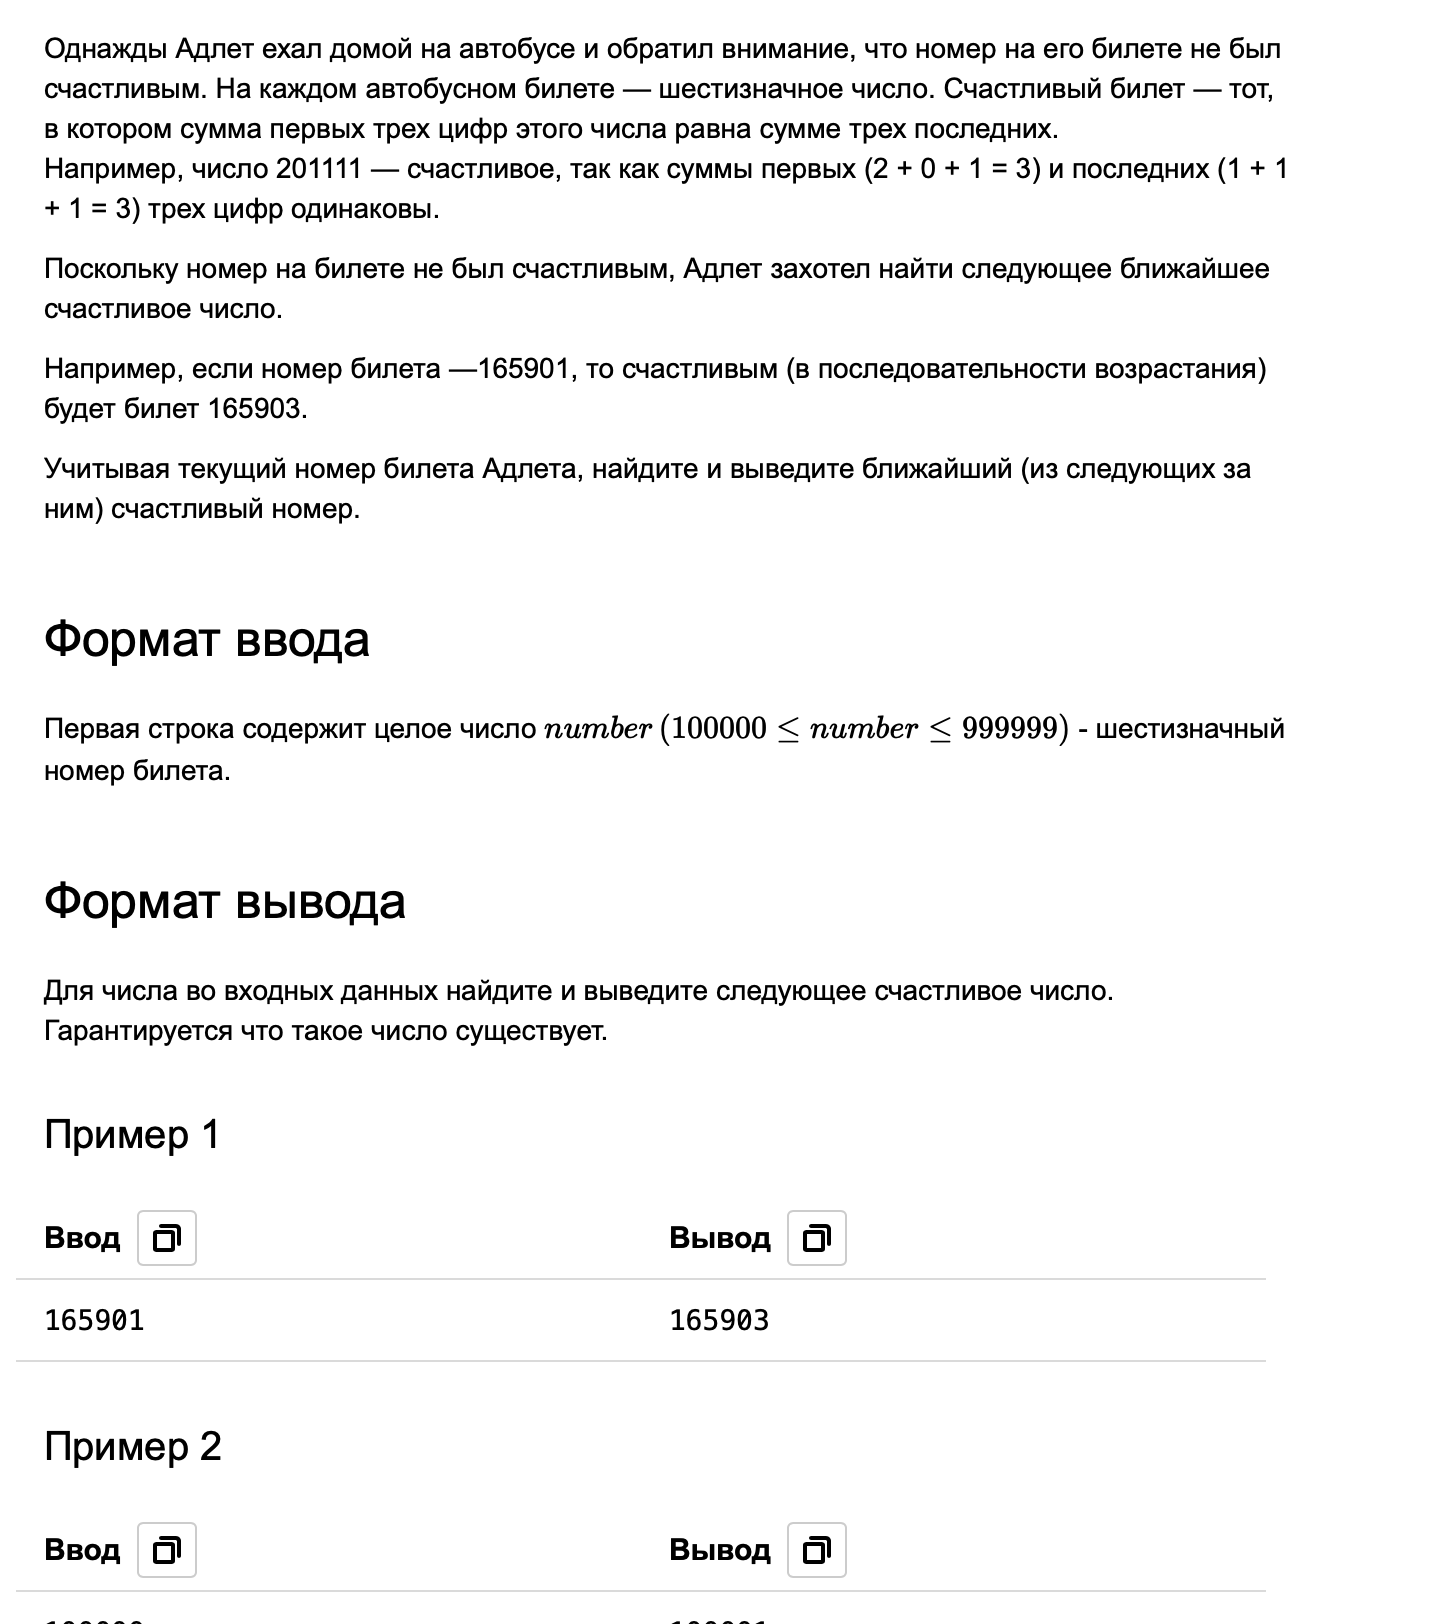 Однажды Адлет ехал домой на автобусе и обратил внимание, что номер на его билете не был
счастливым. На каждом автобусном билете — шестизначное число. Счастливый билет — тот,
в котором сумма первых трех цифр этого числа равна сумме трех последних.
Например, число 201111 — счастливое, так как суммы первых (2 + 0 + 1 = 3) и последних (1 + 1
+ 1 = 3) трех цифр одинаковы.
Поскольку номер на билете не был счастливым, Адлет захотел найти следующее ближайшее
счастливое число.
Например, если номер билета —165901, то счастливым (в последовательности возрастания)
будет билет 165903.
Учитывая текущий номер билета Адлета, найдите и выведите ближайший (из следующих за
ним) счастливый номер.
Формат ввода
Первая строка содержит целое число number (100000 ≤ number ≤ 999999) - шестизначный
номер билета.
Формат вывода
Для числа во входных данных найдите и выведите следующее счастливое число.
Гарантируется что такое число существует.
Пример 1
Ввод Вывод
165901 165903
Пример 2
Ввод Вывод